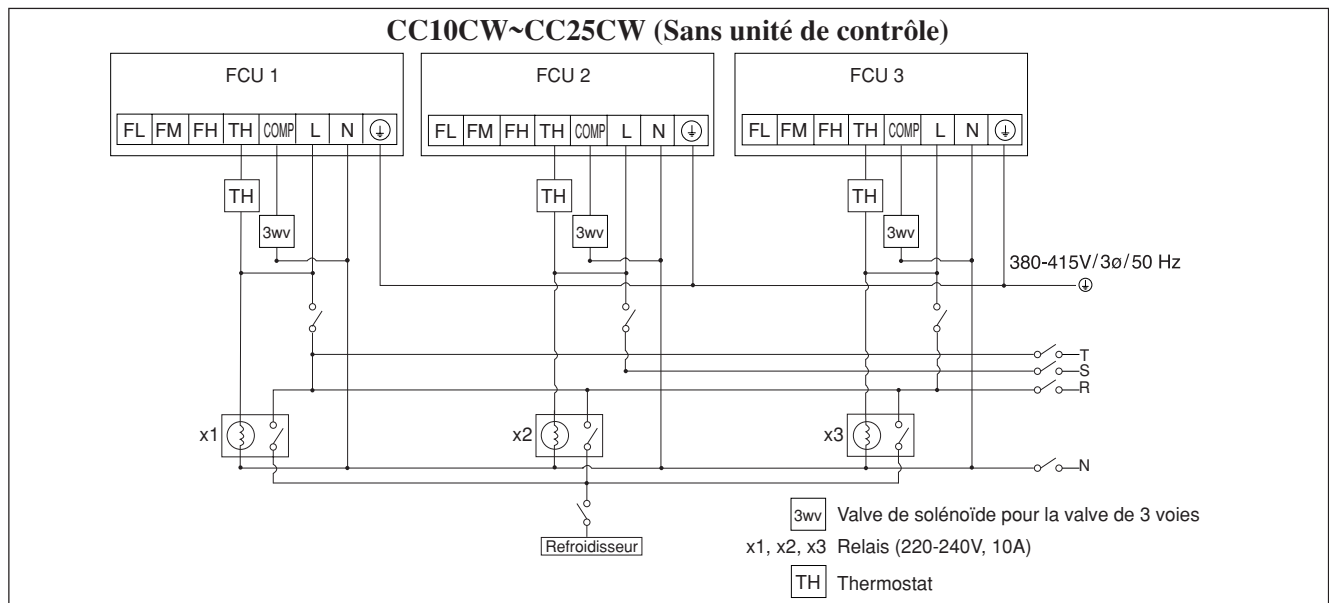 CC10CW~CC25CW (Sans unité de contrôle)
FCU 1 FCU 2 FCU 3
FL FM FH TH COMP L N FL FM FH TH COMP L N FL FM FH TH COMP L N
TH TH TH
3wv 3wv 3wv
380-415V/3ø/50 Hz
T
S
R
x1 x2 x3
N
3wv Valve de solénoïde pour la valve de 3 voies
Refroidisseur x1, x2, x3 Relais (220-240V, 10A)
TH Thermostat